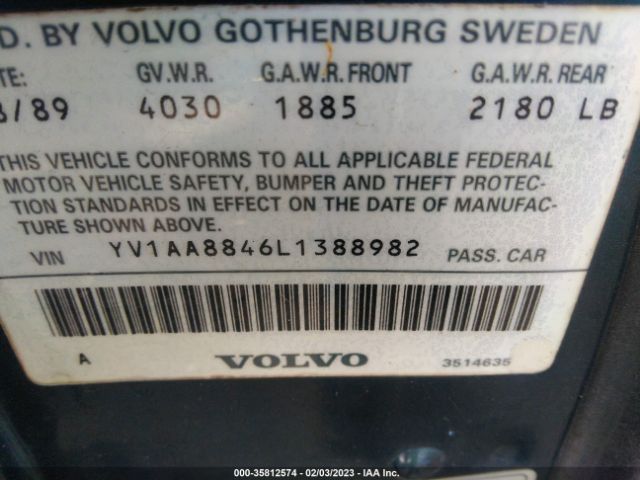 D. BY VOLVO GOTHENBURG SWEDEN
TE: G.V.W.R. G.A.W.R. FRONT G.A.W.R. REAR
/89 4030 1885 2180 LB
THIS VEHICLE CONFORMS TO ALL APPLICABLE FEDERAL
MOTOR VEHICLE SAFETY, BUMPER AND THEFT PROTEC-
TION STANDARDS IN EFFECT ON THE DATE OF MANUFAC-
TURE SHOWN ABOVE.
VIN YV1AA8846L1388982 PASS. CAR
A VOLVO 3514635
000-35812574 - 02/03/2023 - IAA Inc.